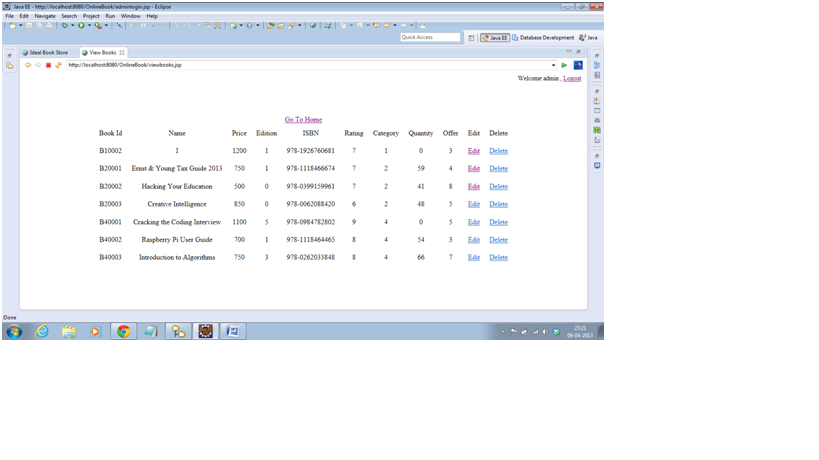 Java EE - http://localhost:8080/OnlineBook/adminlogin.jsp - Eclipse
File Edit Navigate Search Project Run Window Help
Quick Access Java EE Database Development Java
Ideal Book Store View Books
http://localhost:8080/OnlineBook/viewbooks.jsp
Welcome admin , Logout
Go To Home
Book Id Name Price Edition ISBN Rating Category Quantity Offer Edit Delete
B10002 I 1200 1 978-1926760681 7 1 0 3 Edit Delete
B20001 Ernst & Young Tax Guide 2013 750 1 978-1118466674 7 2 59 4 Edit Delete
B20002 Hacking Your Education 500 0 978-0399159961 7 2 41 8 Edit Delete
B20003 Creative Intelligence 850 0 978-0062088420 6 2 48 5 Edit Delete
B40001 Cracking the Coding Interview 1100 5 978-0984782802 9 4 0 5 Edit Delete
B40002 Raspberry Pi User Guide 700 1 978-1118464465 8 4 54 3 Edit Delete
B40003 Introduction to Algorithms 750 3 978-0262033848 8 4 66 7 Edit Delete
Done
23:21
06-04-2013